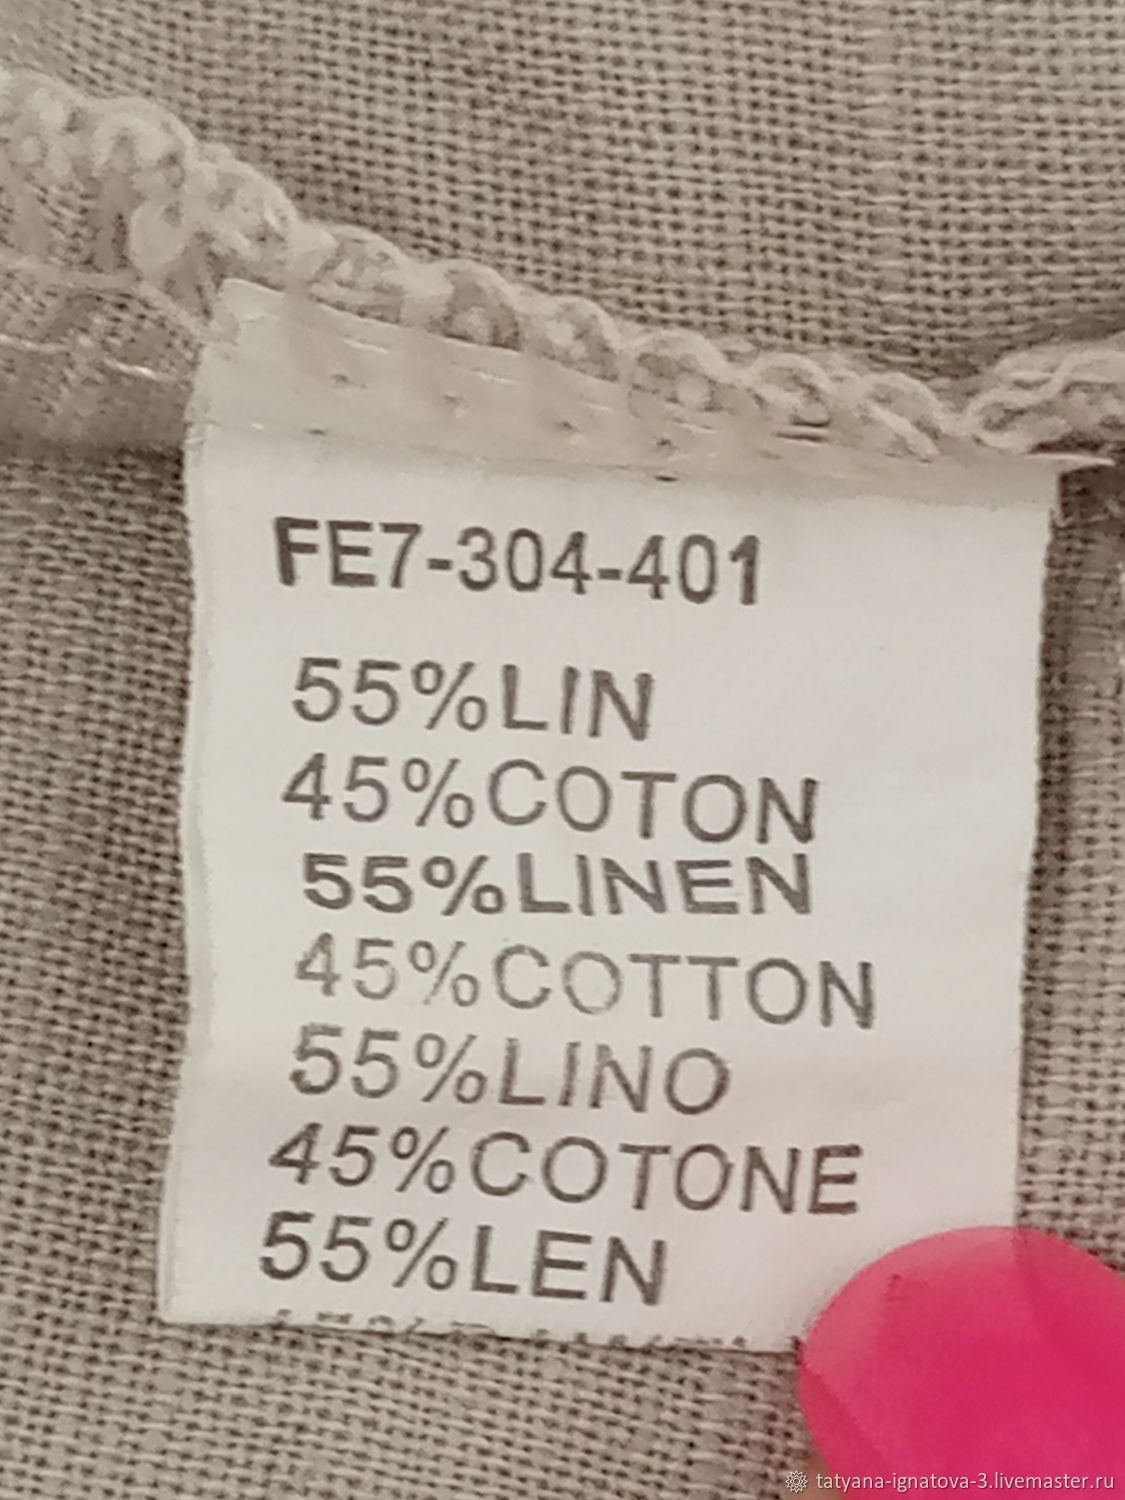 FE7-304-401
55%LIN
45%COTON
55%LINEN
45%COTTON
55%LINO
45%COTONE
55%LEN
tatyana-ignatova-3.livemaster.ru